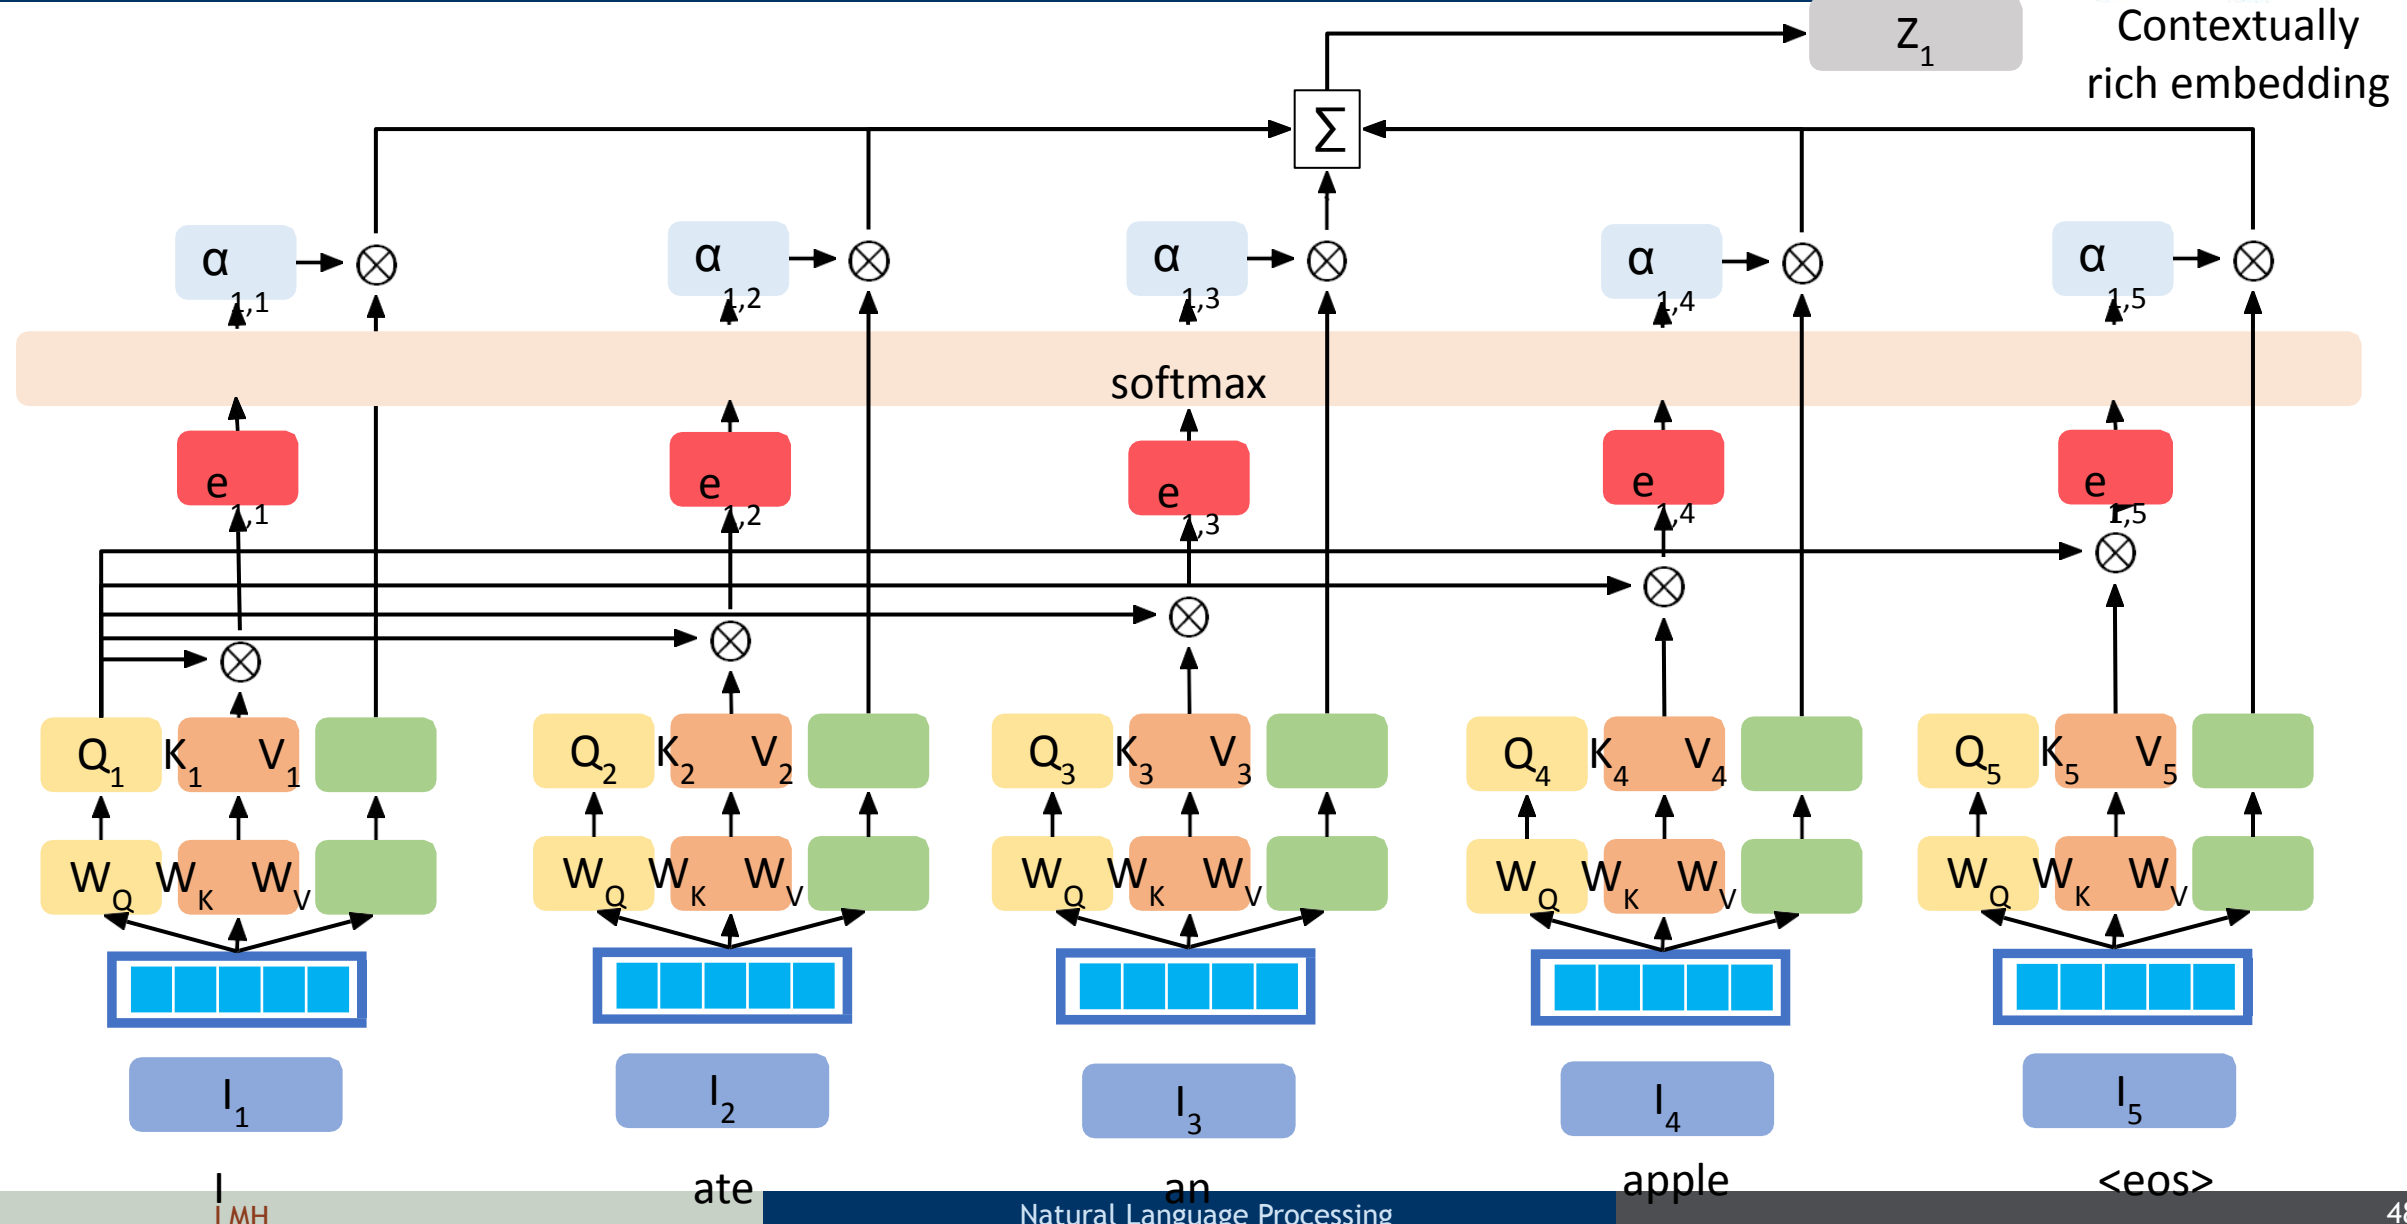 Z1
Contextually
rich embedding
∑
α1,1 α1,2 α1,3 α1,4 α1,5
softmax
e1,1 e1,2 e1,3 e1,4 e1,5
Q1 K1 V1 Q2 K2 V2 Q3 K3 V3 Q4 K4 V4 Q5 K5 V5
WQ WK WV WQ WK WV WQ WK WV WQ WK WV WQ WK WV
I1 I2 I3 I4 I5
I ate an apple <eos>
LMH Natural Language Processing